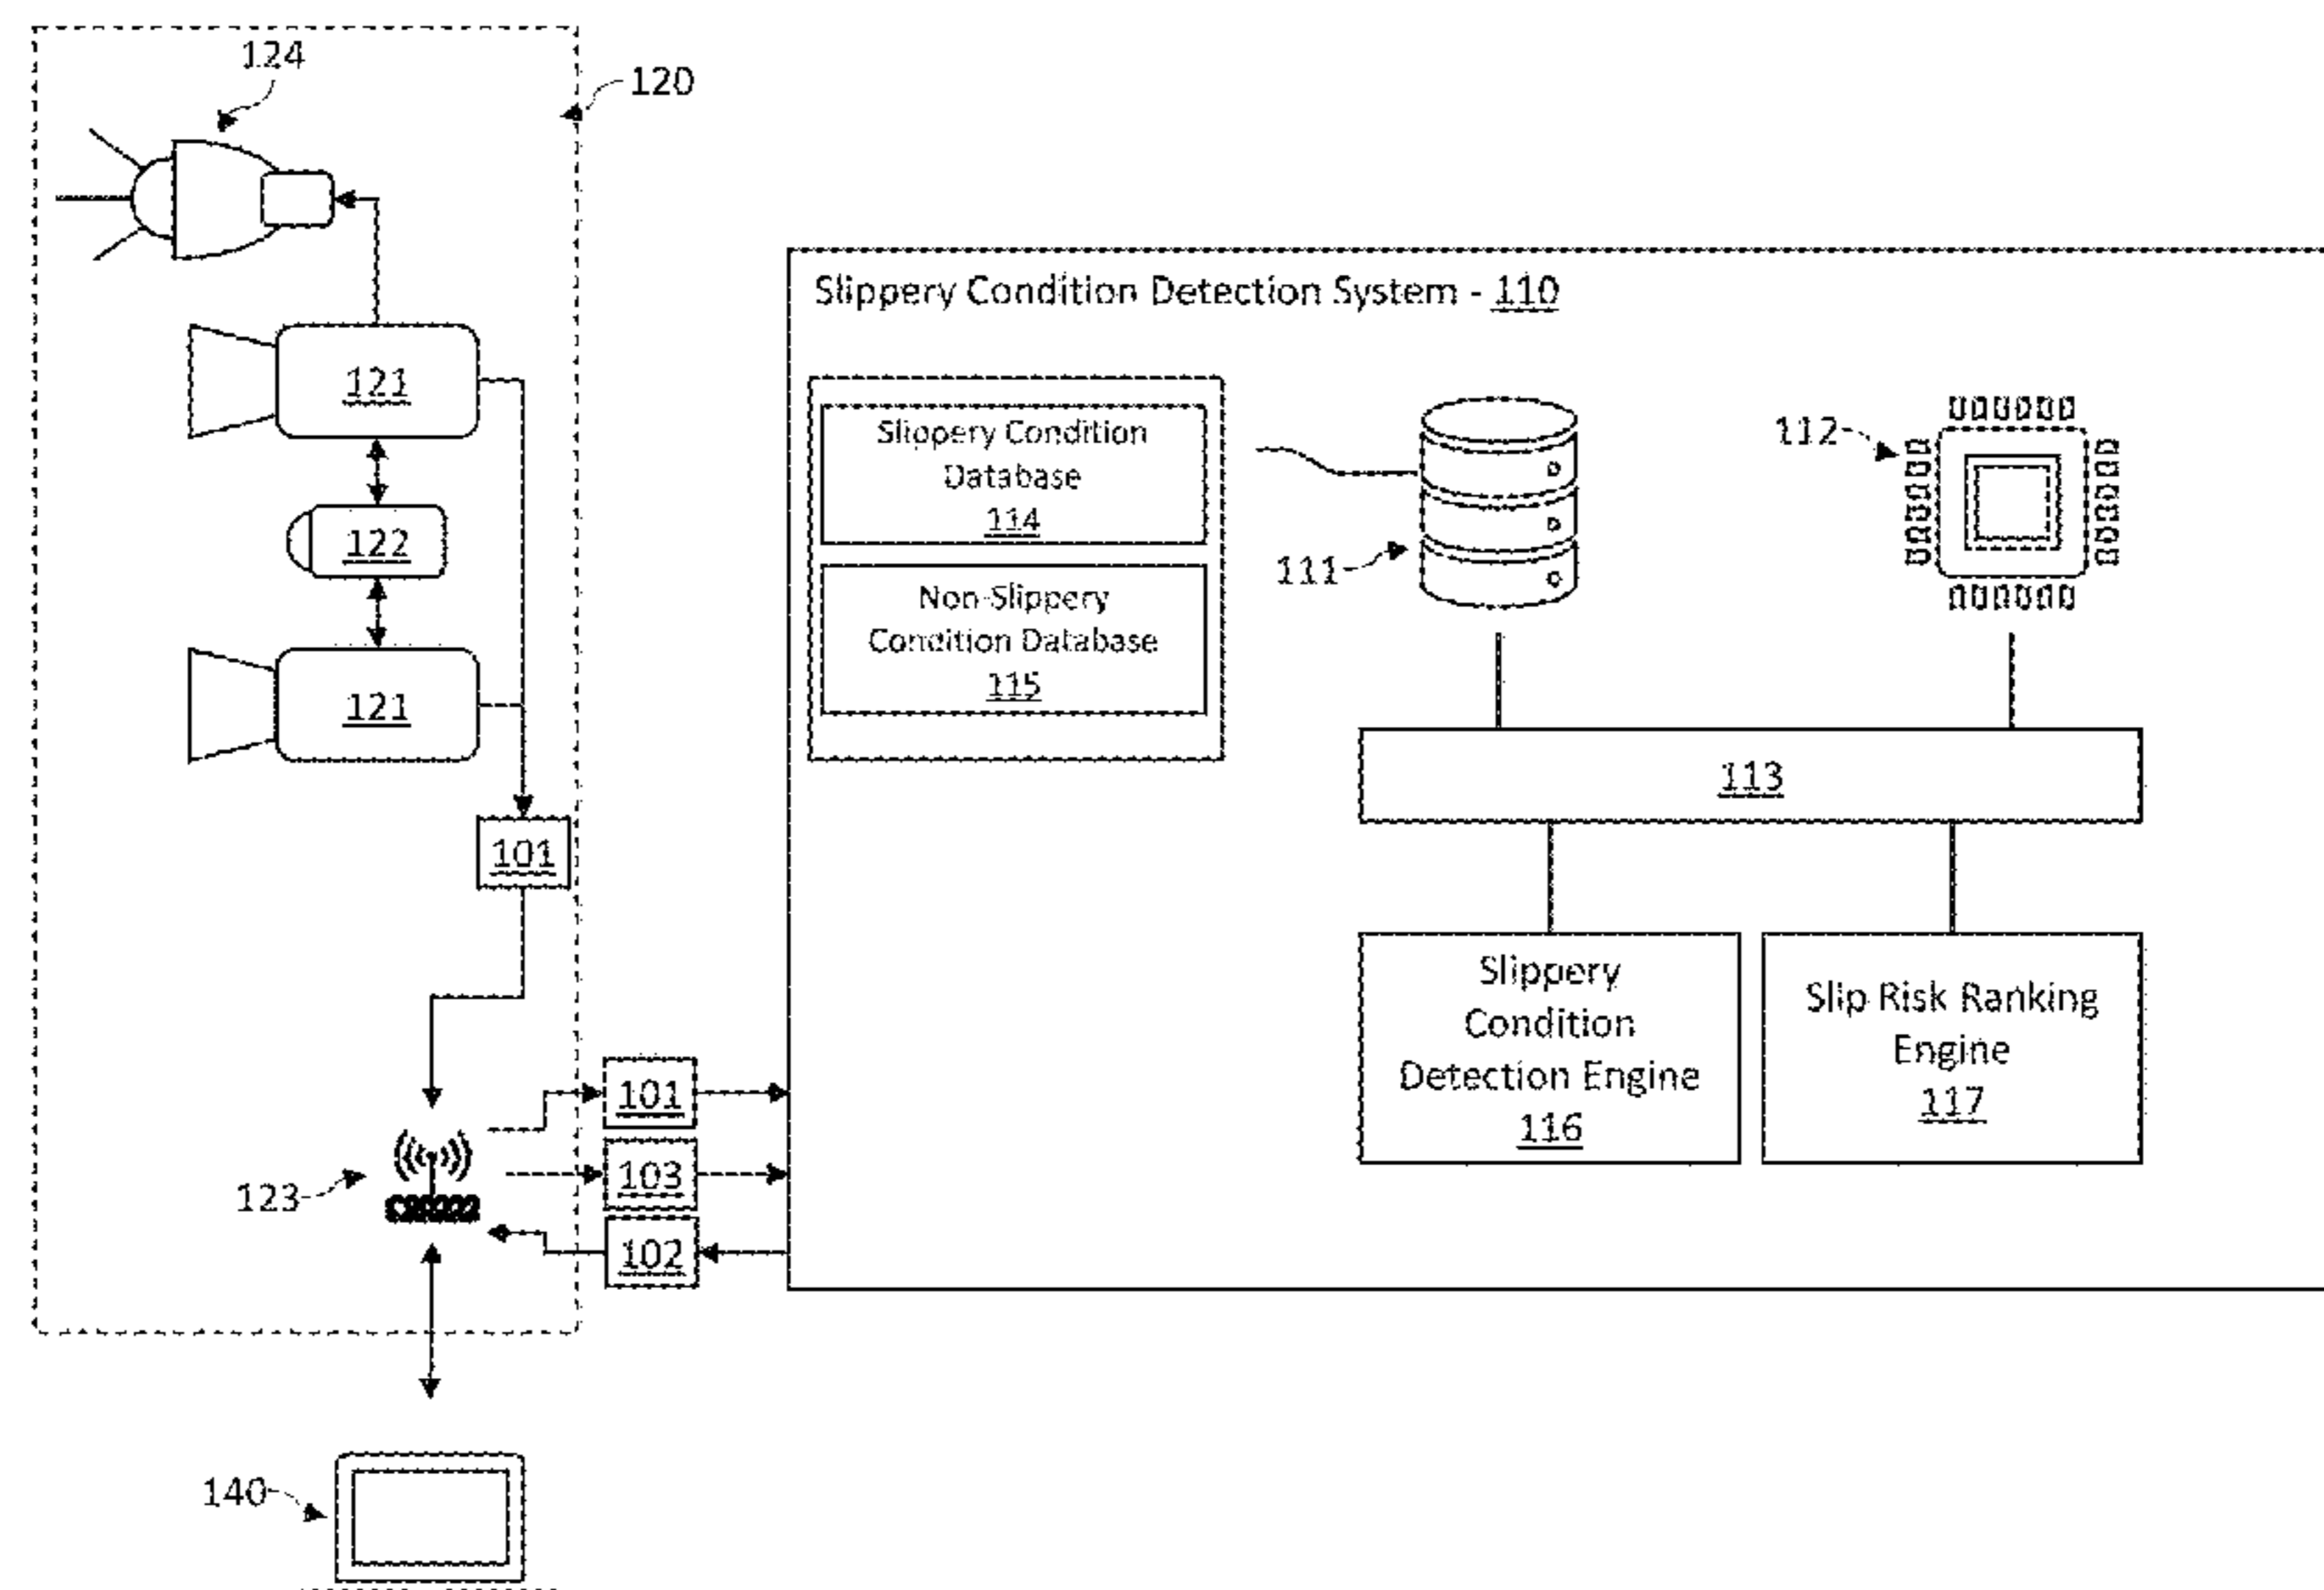 124
120
121
122
121
101
Slippery Condition Detection System - 110
Slippery Condition
Database
114
Non-Slippery
Condition Database
115
111
112
113
Slippery
Condition
Detection Engine
116
Slip Risk Ranking
Engine
117
101
103
102
123
140